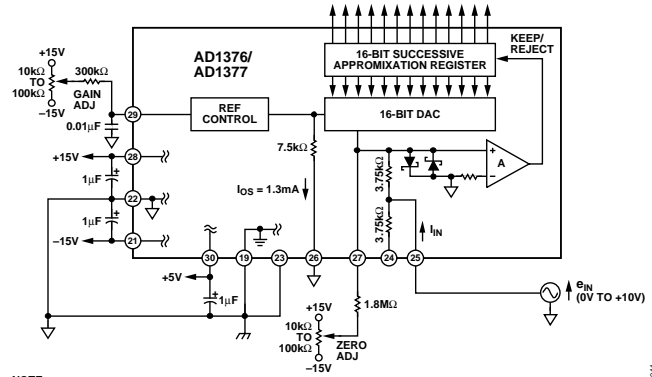 KEEP/
REJECT
+15V
10kΩ
TO
100kΩ
–15V
300kΩ
GAIN
ADJ
0.01μF
AD1376/
AD1377
16-BIT SUCCESSIVE
APPROMIXATION REGISTER
29
REF
CONTROL
16-BIT DAC
7.5kΩ
+15V
28
1μF
22
1μF
–15V
21
IOS = 1.3mA
3.75kΩ
3.75kΩ
+
–
A
IIN
30
19
23
26
27
24
25
+5V
1μF
+15V
10kΩ
TO
100kΩ
–15V
ZERO
ADJ
1.8MΩ
eIN
(0V TO +10V)